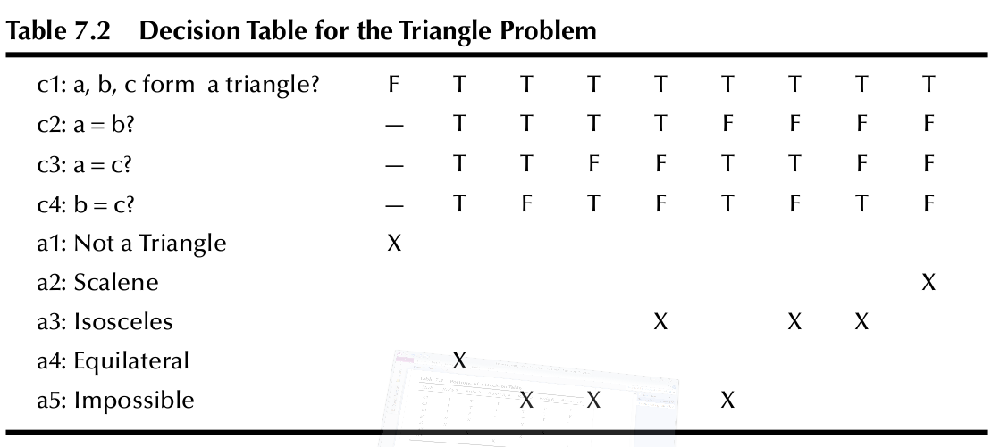 Table 7.2 Decision Table for the Triangle Problem
c1: a, b, c form a triangle? F T T T T T T T T
c2: a = b? — T T T T F F F F
c3: a = c? — T T F F T T F F
c4: b = c? — T F T F T F T F
a1: Not a Triangle X
a2: Scalene X
a3: Isosceles X X X
a4: Equilateral X
a5: Impossible X X X